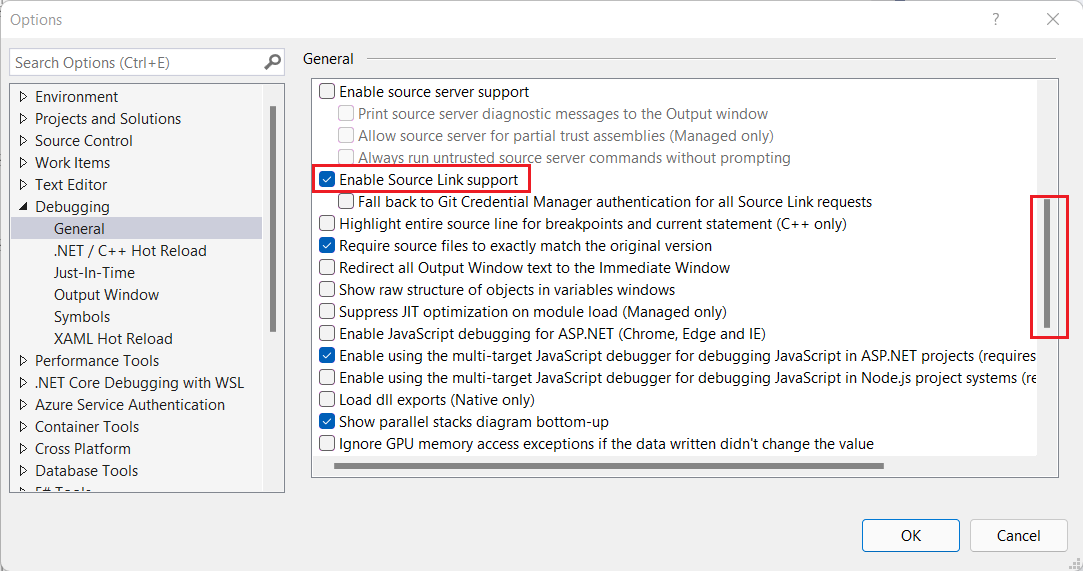 Options
?
Search Options (Ctrl+E)
Environment
Projects and Solutions
Source Control
Work Items
Text Editor
Debugging
General
.NET / C++ Hot Reload
Just-In-Time
Output Window
Symbols
XAML Hot Reload
Performance Tools
.NET Core Debugging with WSL
Azure Service Authentication
Container Tools
Cross Platform
Database Tools
F# Tools
General
Enable source server support
Print source server diagnostic messages to the Output window
Allow source server for partial trust assemblies (Managed only)
Always run untrusted source server commands without prompting
Enable Source Link support
Fall back to Git Credential Manager authentication for all Source Link requests
Highlight entire source line for breakpoints and current statement (C++ only)
Require source files to exactly match the original version
Redirect all Output Window text to the Immediate Window
Show raw structure of objects in variables windows
Suppress JIT optimization on module load (Managed only)
Enable JavaScript debugging for ASP.NET (Chrome, Edge and IE)
Enable using the multi-target JavaScript debugger for debugging JavaScript in ASP.NET projects (requires
Enable using the multi-target JavaScript debugger for debugging JavaScript in Node.js project systems (re
Load dll exports (Native only)
Show parallel stacks diagram bottom-up
Ignore GPU memory access exceptions if the data written didn't change the value
OK
Cancel